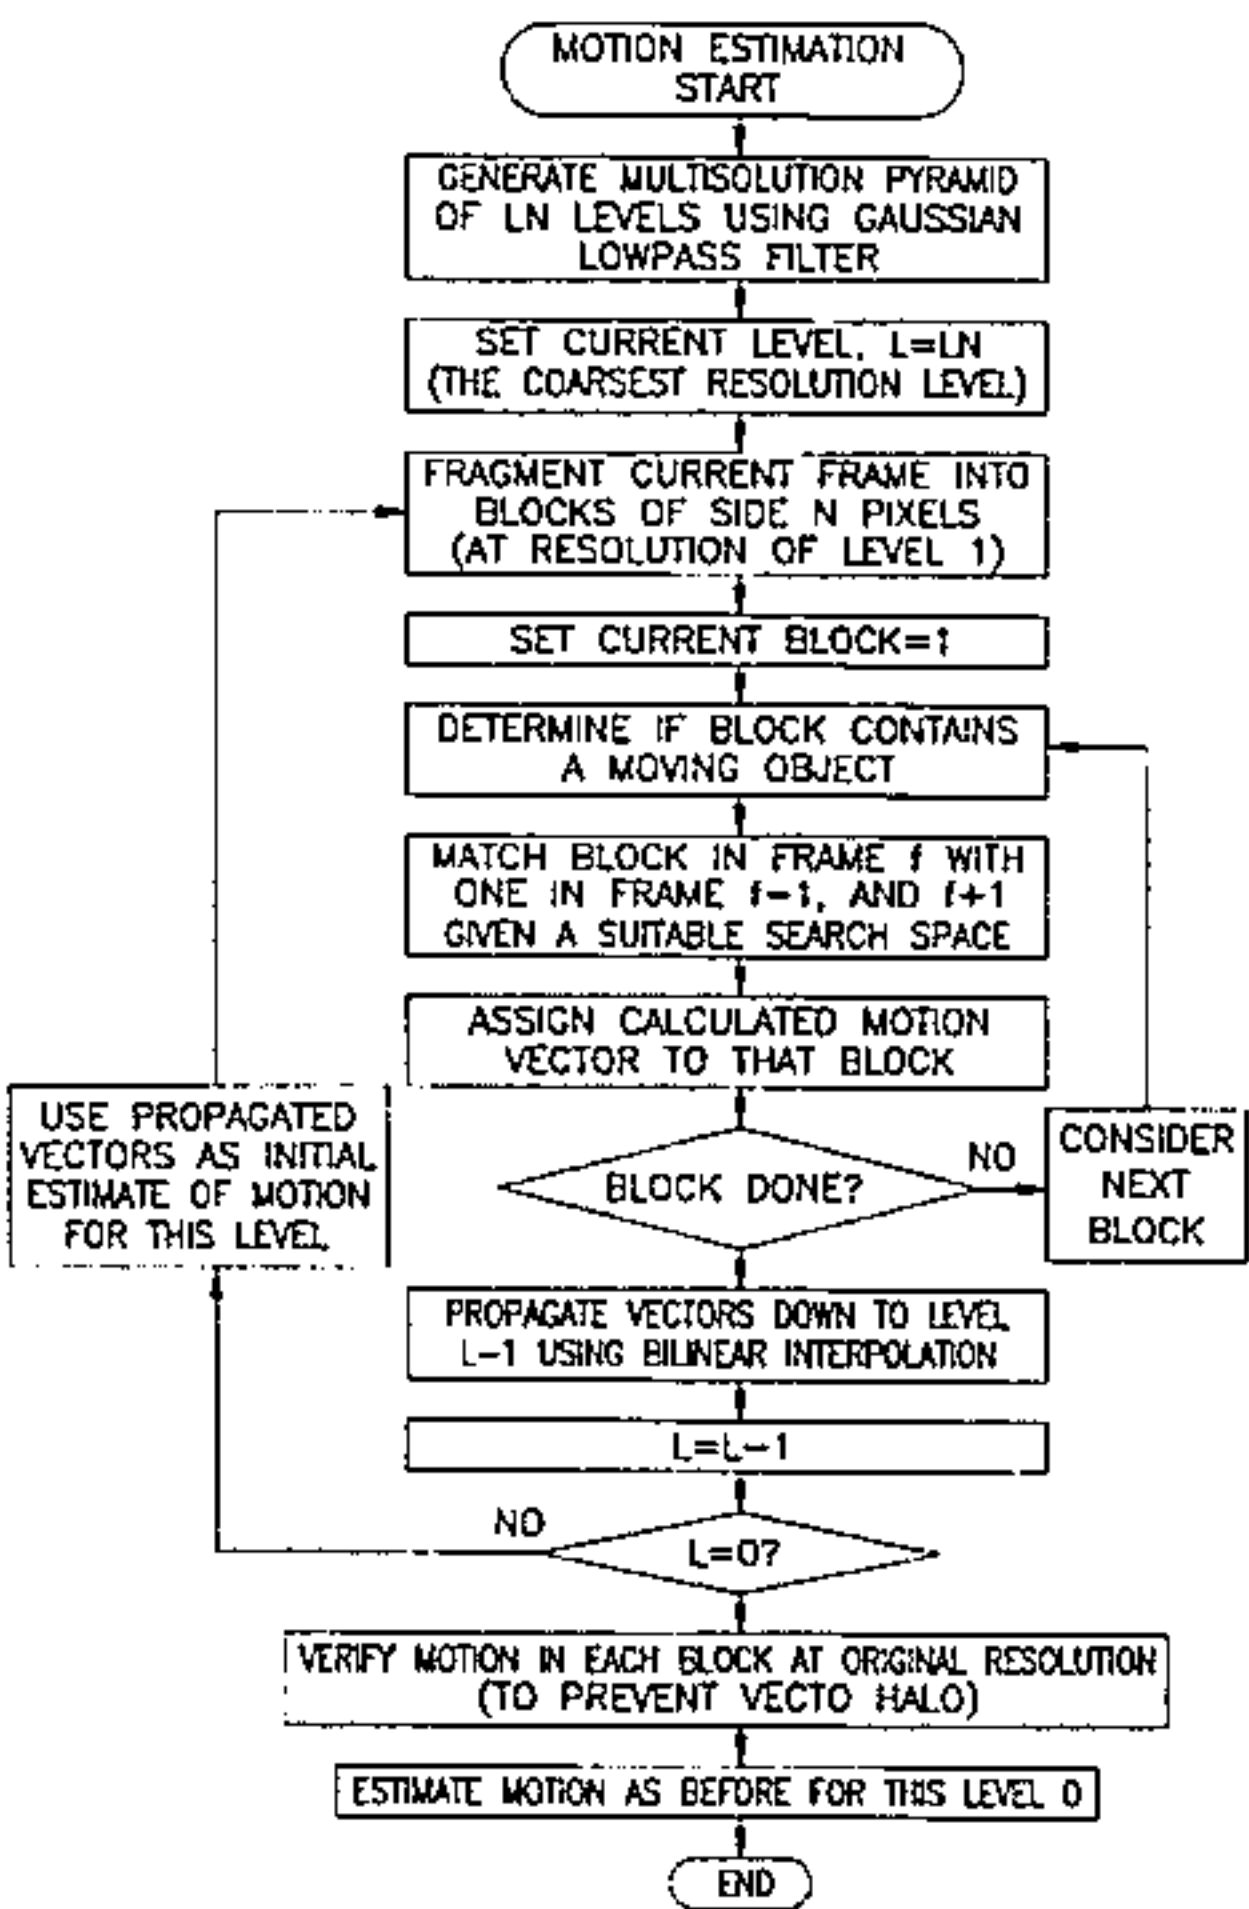 MOTION ESTIMATION
START
GENERATE MULTISOLUTION PYRAMID
OF LN LEVELS USING GAUSSIAN
LOWPASS FILTER
SET CURRENT LEVEL, L=LN
(THE COARSEST RESOLUTION LEVEL)
FRAGMENT CURRENT FRAME INTO
BLOCKS OF SIDE N PIXELS
(AT RESOLUTION OF LEVEL 1)
SET CURRENT BLOCK=1
DETERMINE IF BLOCK CONTAINS
A MOVING OBJECT
MATCH BLOCK IN FRAME f WITH
ONE IN FRAME f-1, AND f+1
GIVEN A SUITABLE SEARCH SPACE
ASSIGN CALCULATED MOTION
VECTOR TO THAT BLOCK
BLOCK DONE?
NO
CONSIDER
NEXT
BLOCK
PROPAGATE VECTORS DOWN TO LEVEL
L-1 USING BILINEAR INTERPOLATION
L=L-1
L=0?
NO
USE PROPAGATED
VECTORS AS INITIAL
ESTIMATE OF MOTION
FOR THIS LEVEL
VERIFY MOTION IN EACH BLOCK AT ORIGINAL RESOLUTION
(TO PREVENT VECTO HALO)
ESTIMATE MOTION AS BEFORE FOR THIS LEVEL 0
END